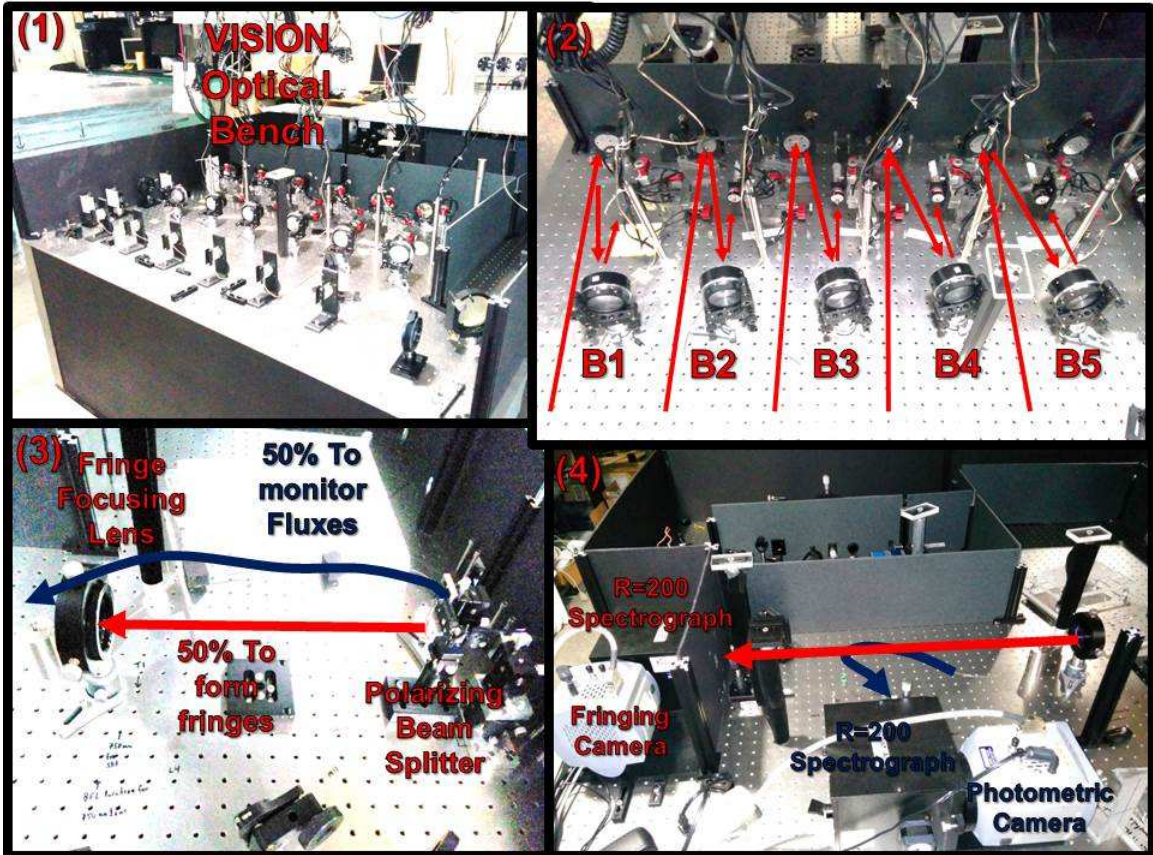 (1)
VISION
Optical
Bench
(2)
B1
B2
B3
B4
B5
(3)
Fringe
Focusing
Lens
50% To
monitor
Fluxes
50% To
form
fringes
Polarizing
Beam
Splitter
(4)
R=200
Spectrograph
Fringing
Camera
R=200
Spectrograph
Photometric
Camera